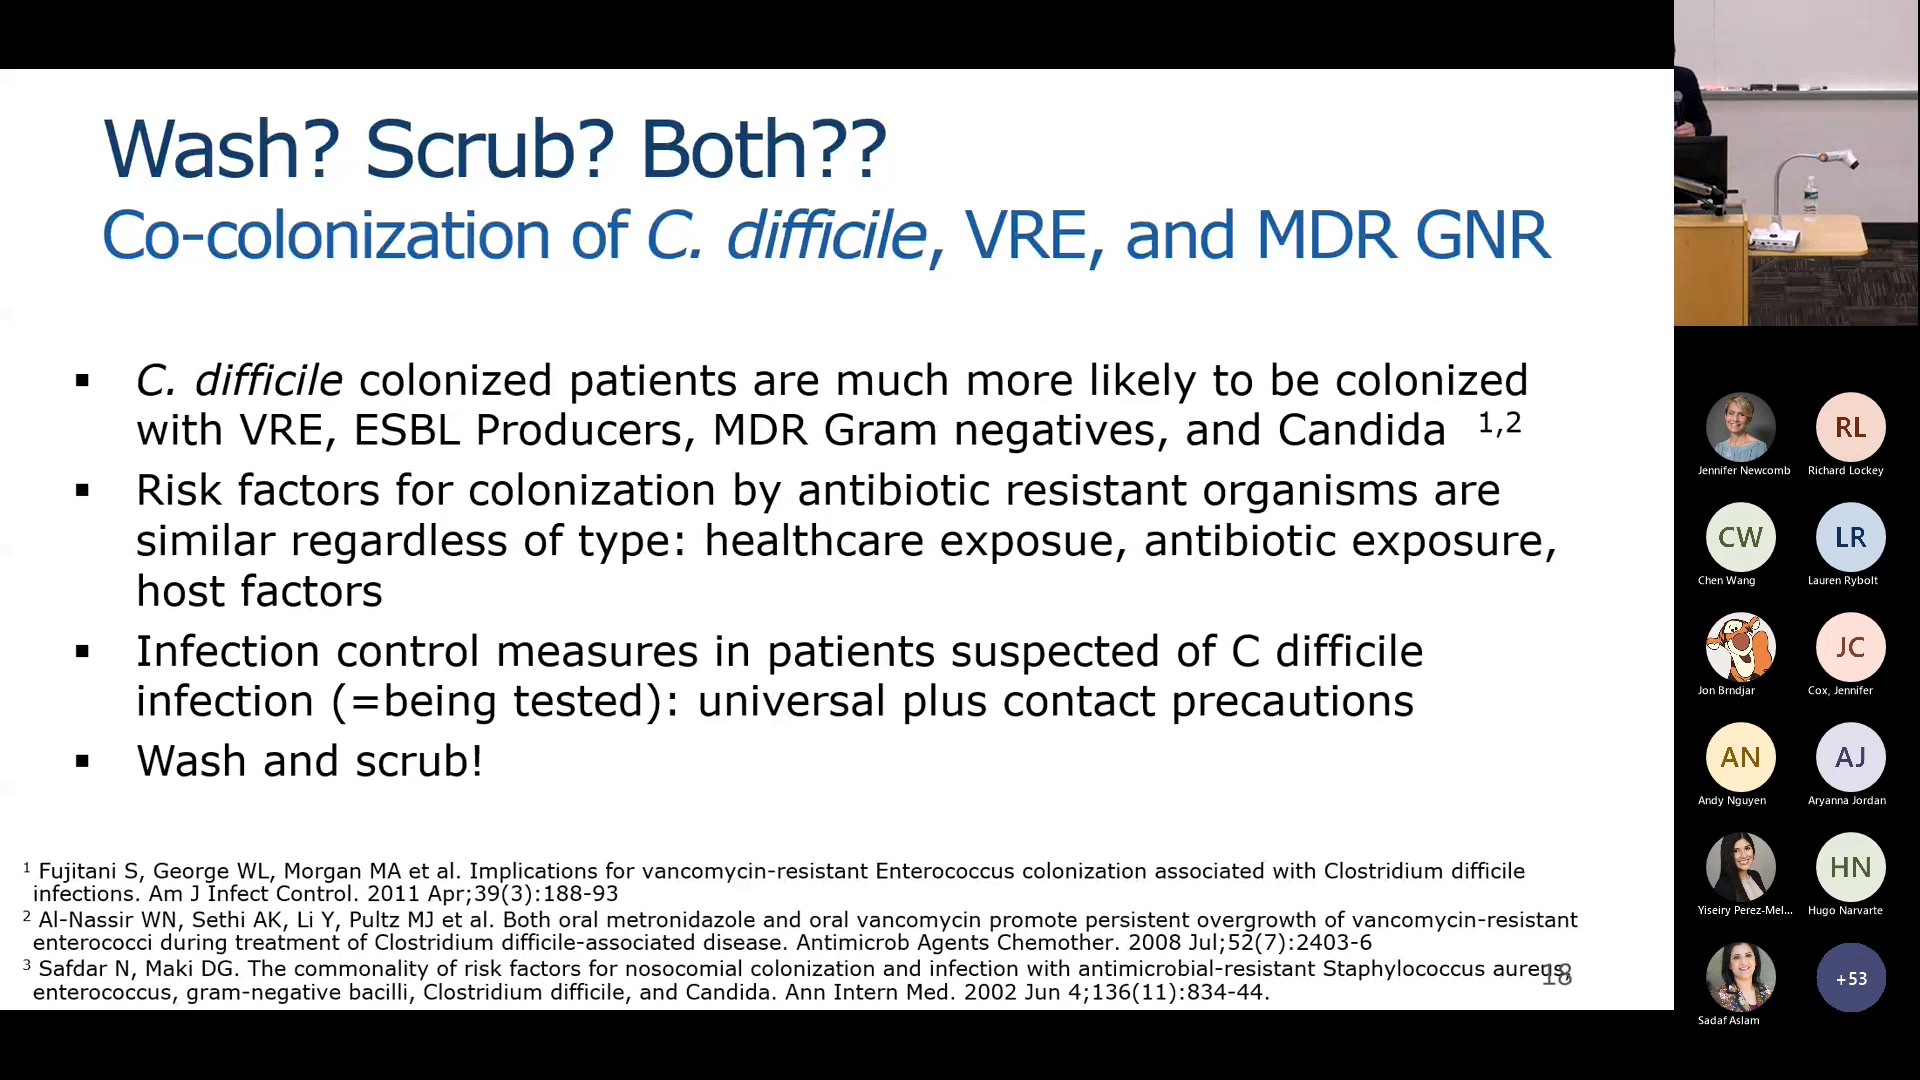 Wash? Scrub? Both??
Co-colonization of C. difficile, VRE, and MDR GNR
▪ C. difficile colonized patients are much more likely to be colonized
with VRE, ESBL Producers, MDR Gram negatives, and Candida 1,2
▪ Risk factors for colonization by antibiotic resistant organisms are
similar regardless of type: healthcare exposue, antibiotic exposure,
host factors
▪ Infection control measures in patients suspected of C difficile
infection (=being tested): universal plus contact precautions
▪ Wash and scrub!
1 Fujitani S, George WL, Morgan MA et al. Implications for vancomycin-resistant Enterococcus colonization associated with Clostridium difficile
infections. Am J Infect Control. 2011 Apr;39(3):188-93
2 Al-Nassir WN, Sethi AK, Li Y, Pultz MJ et al. Both oral metronidazole and oral vancomycin promote persistent overgrowth of vancomycin-resistant
enterococci during treatment of Clostridium difficile-associated disease. Antimicrob Agents Chemother. 2008 Jul;52(7):2403-6
3 Safdar N, Maki DG. The commonality of risk factors for nosocomial colonization and infection with antimicrobial-resistant Staphylococcus aureus,
enterococcus, gram-negative bacilli, Clostridium difficile, and Candida. Ann Intern Med. 2002 Jun 4;136(11):834-44.
18
RL
Jennifer Newcomb Richard Lockey
CW LR
Chen Wang Lauren Rybolt
JC
Jon Brndjar Cox, Jennifer
AN AJ
Andy Nguyen Aryanna Jordan
HN
Yiseiry Perez-Mel... Hugo Narvarte
+53
Sadaf Aslam